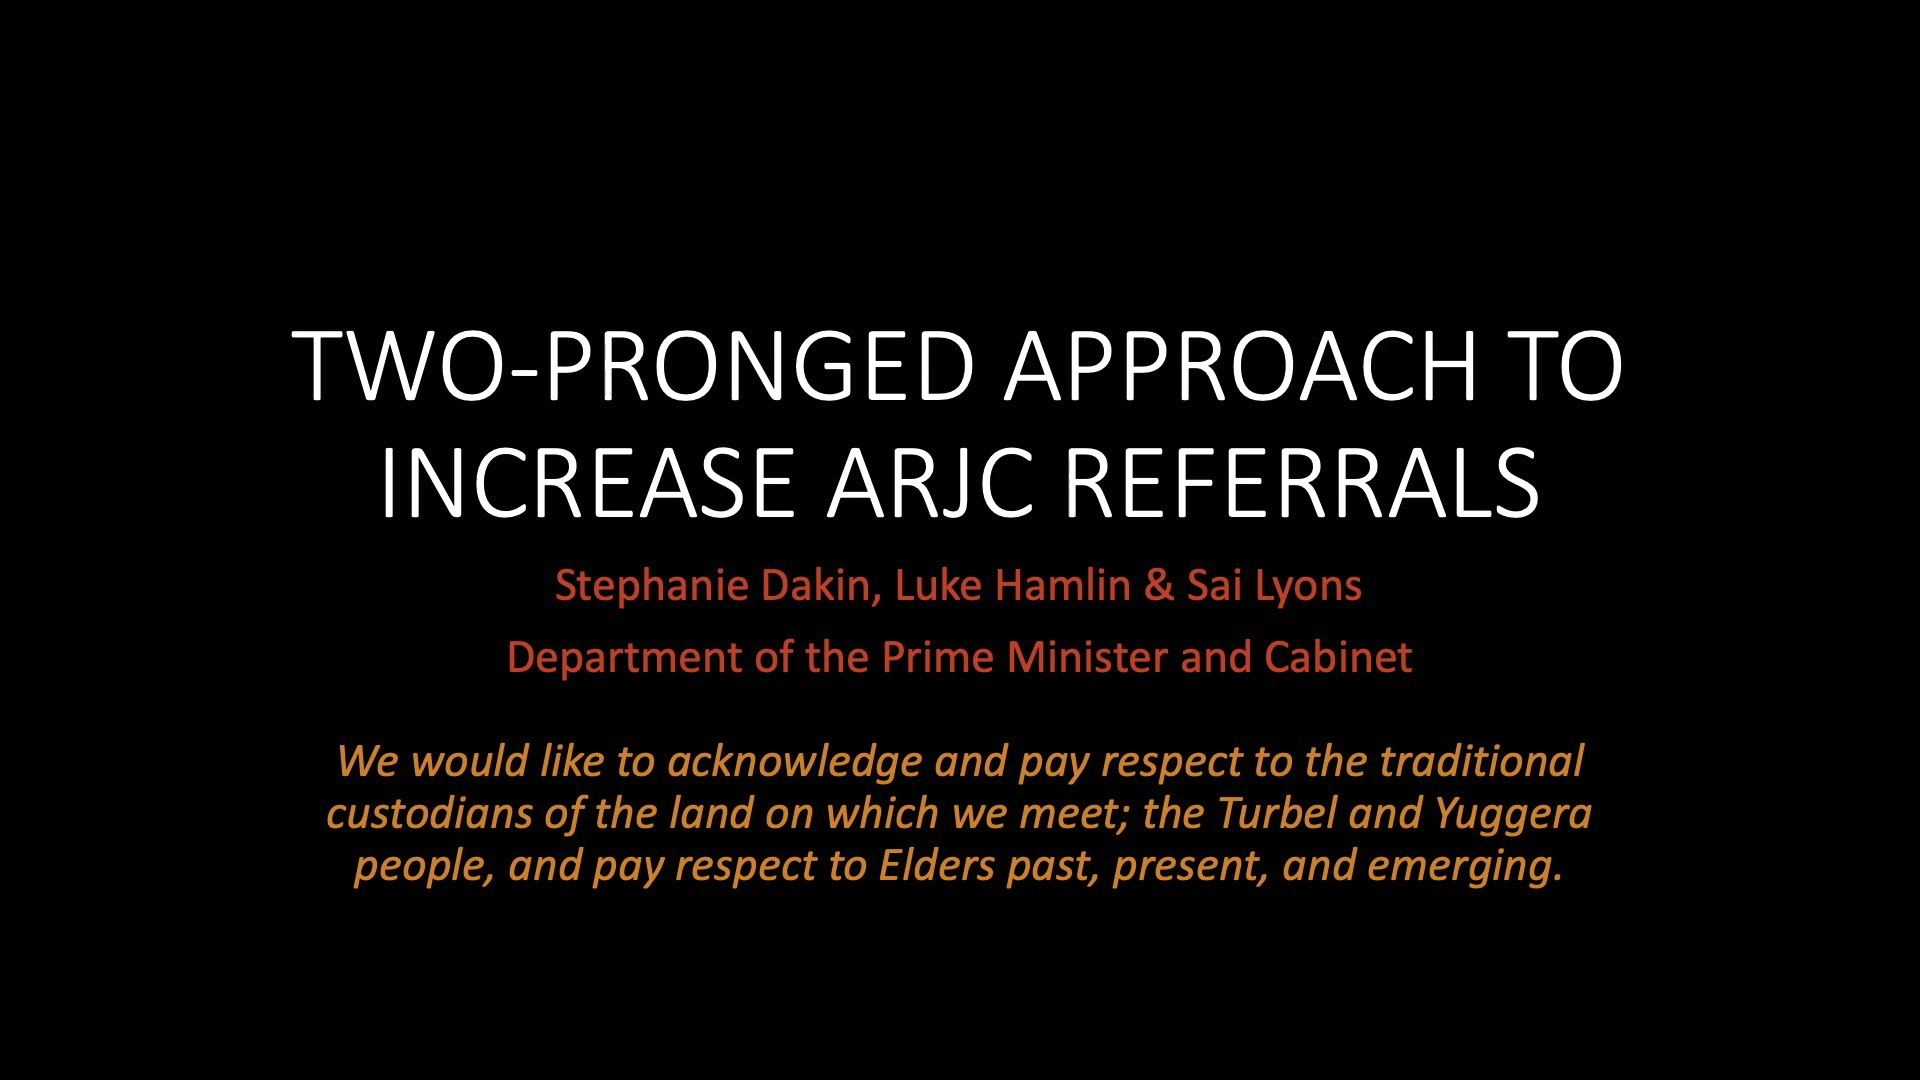 TWO-PRONGED APPROACH TO
INCREASE ARJC REFERRALS
Stephanie Dakin, Luke Hamlin & Sai Lyons
Department of the Prime Minister and Cabinet
We would like to acknowledge and pay respect to the traditional
custodians of the land on which we meet; the Turbel and Yuggera
people, and pay respect to Elders past, present, and emerging.